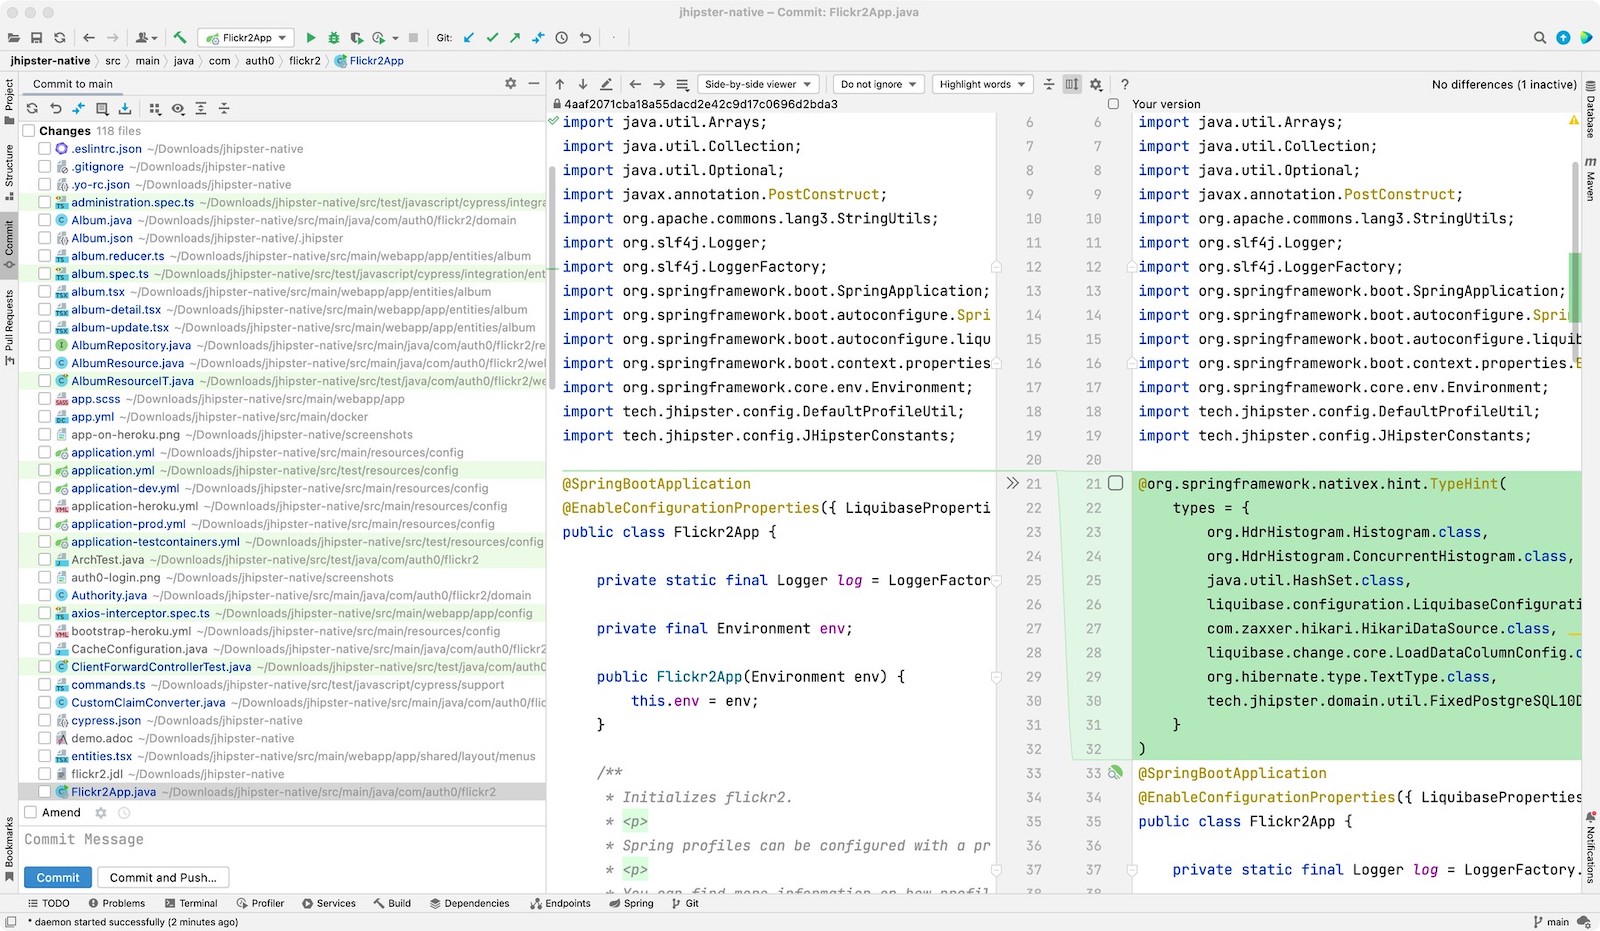 jhipster-native – Commit: Flickr2App.java
Flickr2App
Git:
jhipster-native
src
main
java
com
auth0
flickr2
Flickr2App
Commit to main
Side-by-side viewer
Do not ignore
Highlight words
?
No differences (1 inactive)
4aaf2071cba18a55dacd2e42c9d17c0696d2bda3
Your version
Project
Structure
Commit
Pull Requests
Bookmarks
Changes 118 files
.eslintrc.json ~/Downloads/jhipster-native
.gitignore ~/Downloads/jhipster-native
.yo-rc.json ~/Downloads/jhipster-native
administration.spec.ts ~/Downloads/jhipster-native/src/test/javascript/cypress/integra
Album.java ~/Downloads/jhipster-native/src/main/java/com/auth0/flickr2/domain
Album.json ~/Downloads/jhipster-native/.jhipster
album.reducer.ts ~/Downloads/jhipster-native/src/main/webapp/app/entities/album
album.spec.ts ~/Downloads/jhipster-native/src/test/javascript/cypress/integration/ent
album.tsx ~/Downloads/jhipster-native/src/main/webapp/app/entities/album
album-detail.tsx ~/Downloads/jhipster-native/src/main/webapp/app/entities/album
album-update.tsx ~/Downloads/jhipster-native/src/main/webapp/app/entities/album
AlbumRepository.java ~/Downloads/jhipster-native/src/main/java/com/auth0/flickr2/re
AlbumResource.java ~/Downloads/jhipster-native/src/main/java/com/auth0/flickr2/we
AlbumResourceIT.java ~/Downloads/jhipster-native/src/test/java/com/auth0/flickr2/we
app.scss ~/Downloads/jhipster-native/src/main/webapp/app
app.yml ~/Downloads/jhipster-native/src/main/docker
app-on-heroku.png ~/Downloads/jhipster-native/screenshots
application.yml ~/Downloads/jhipster-native/src/main/resources/config
application.yml ~/Downloads/jhipster-native/src/test/resources/config
application-dev.yml ~/Downloads/jhipster-native/src/main/resources/config
application-heroku.yml ~/Downloads/jhipster-native/src/main/resources/config
application-prod.yml ~/Downloads/jhipster-native/src/main/resources/config
application-testcontainers.yml ~/Downloads/jhipster-native/src/test/resources/config
ArchTest.java ~/Downloads/jhipster-native/src/test/java/com/auth0/flickr2
auth0-login.png ~/Downloads/jhipster-native/screenshots
Authority.java ~/Downloads/jhipster-native/src/main/java/com/auth0/flickr2/domain
axios-interceptor.spec.ts ~/Downloads/jhipster-native/src/main/webapp/app/config
bootstrap-heroku.yml ~/Downloads/jhipster-native/src/main/resources/config
CacheConfiguration.java ~/Downloads/jhipster-native/src/main/java/com/auth0/flickr2
ClientForwardControllerTest.java ~/Downloads/jhipster-native/src/test/java/com/auth0
commands.ts ~/Downloads/jhipster-native/src/test/javascript/cypress/support
CustomClaimConverter.java ~/Downloads/jhipster-native/src/main/java/com/auth0/flic
cypress.json ~/Downloads/jhipster-native
demo.adoc ~/Downloads/jhipster-native
entities.tsx ~/Downloads/jhipster-native/src/main/webapp/app/shared/layout/menus
flickr2.jdl ~/Downloads/jhipster-native
Flickr2App.java ~/Downloads/jhipster-native/src/main/java/com/auth0/flickr2
Amend
Commit Message
Commit
Commit and Push...
import java.util.Arrays; 6
import java.util.Collection; 7
import java.util.Optional; 8
import javax.annotation.PostConstruct; 9
import org.apache.commons.lang3.StringUtils; 10
import org.slf4j.Logger; 11
import org.slf4j.LoggerFactory; 12
import org.springframework.boot.SpringApplication; 13
import org.springframework.boot.autoconfigure.Spri 14
import org.springframework.boot.autoconfigure.liqu 15
import org.springframework.boot.context.properties 16
import org.springframework.core.env.Environment; 17
import tech.jhipster.config.DefaultProfileUtil; 18
import tech.jhipster.config.JHipsterConstants; 19
20
@SpringBootApplication 21
@EnableConfigurationProperties({ LiquibaseProperti 22
public class Flickr2App { 23
24
private static final Logger log = LoggerFactor 25
26
private final Environment env; 27
28
public Flickr2App(Environment env) { 29
this.env = env; 30
} 31
32
/** 33
* Initializes flickr2. 34
* <p> 35
* Spring profiles can be configured with a pr 36
* <p> 37
* You can find more information on how profil 38
6 import java.util.Arrays;
7 import java.util.Collection;
8 import java.util.Optional;
9 import javax.annotation.PostConstruct;
10 import org.apache.commons.lang3.StringUtils;
11 import org.slf4j.Logger;
12 import org.slf4j.LoggerFactory;
13 import org.springframework.boot.SpringApplication;
14 import org.springframework.boot.autoconfigure.Spri
15 import org.springframework.boot.autoconfigure.liquib
16 import org.springframework.boot.context.properties.E
17 import org.springframework.core.env.Environment;
18 import tech.jhipster.config.DefaultProfileUtil;
19 import tech.jhipster.config.JHipsterConstants;
20
21 @org.springframework.nativex.hint.TypeHint(
22 types = {
23 org.HdrHistogram.Histogram.class,
24 org.HdrHistogram.ConcurrentHistogram.class,
25 java.util.HashSet.class,
26 liquibase.configuration.LiquibaseConfigurati
27 com.zaxxer.hikari.HikariDataSource.class,
28 liquibase.change.core.LoadDataColumnConfig.c
29 org.hibernate.type.TextType.class,
30 tech.jhipster.domain.util.FixedPostgreSQL10D
31 }
32 )
33 @SpringBootApplication
34 @EnableConfigurationProperties({ LiquibaseProperties
35 public class Flickr2App {
36
37 private static final Logger log = LoggerFactory.
38
Database
Maven
Notifications
TODO
Problems
Terminal
Profiler
Services
Build
Dependencies
Endpoints
Spring
Git
* daemon started successfully (2 minutes ago)
main